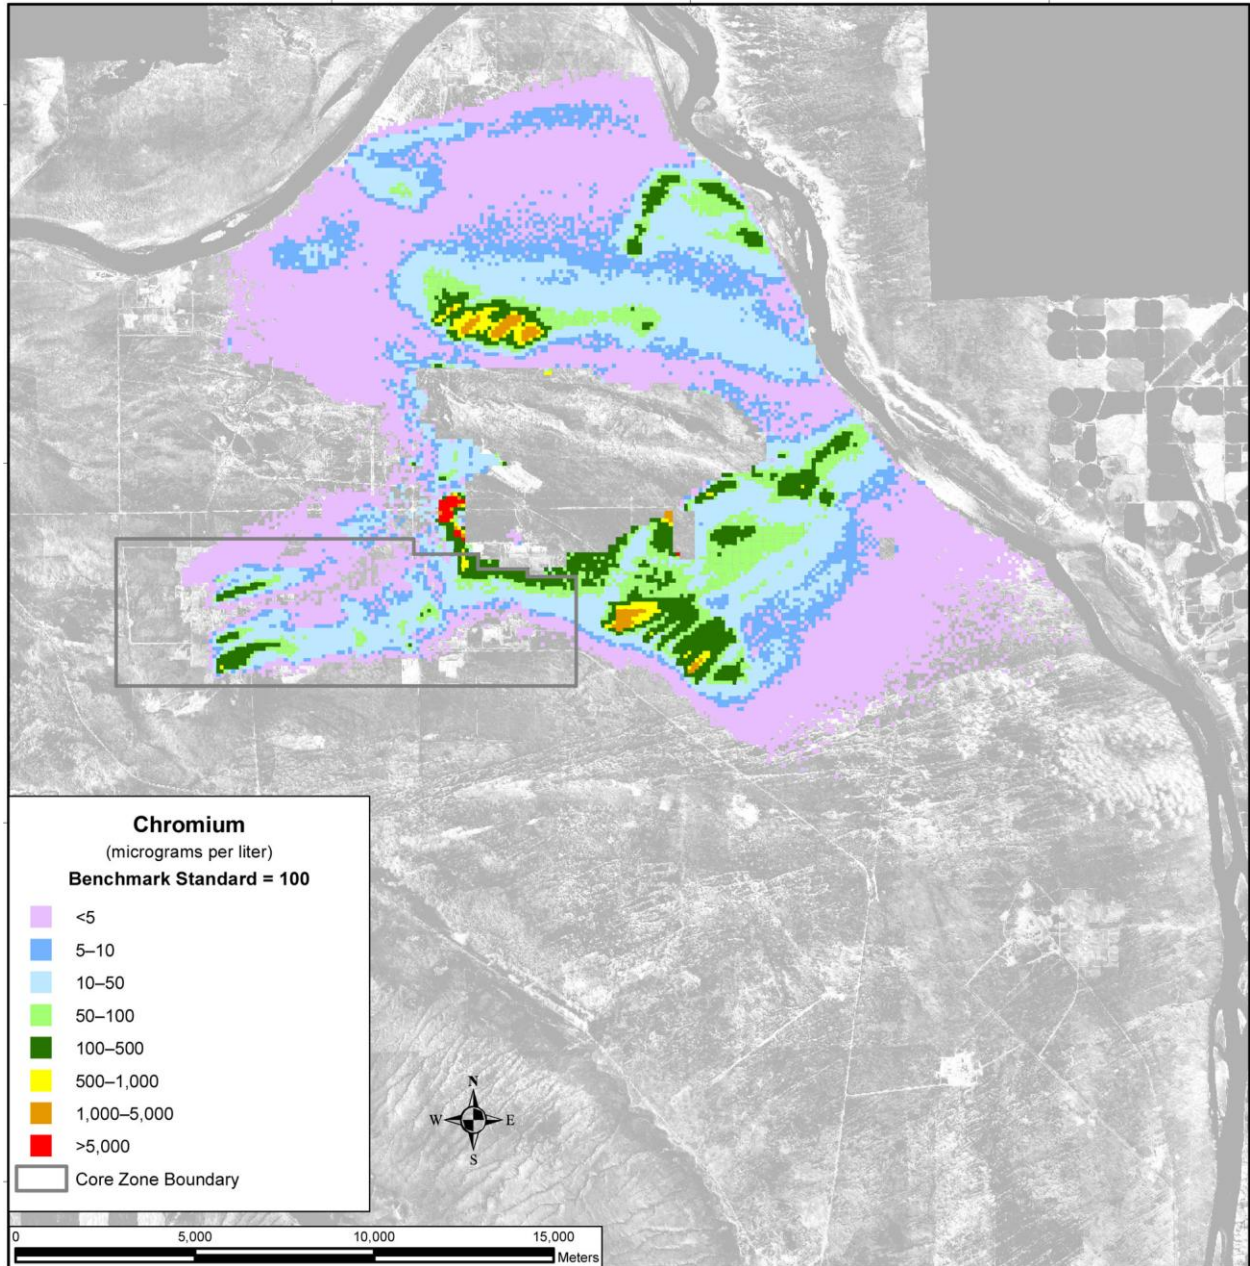 Chromium
(micrograms per liter)
Benchmark Standard = 100
<5
5–10
10–50
50–100
100–500
500–1,000
1,000–5,000
>5,000
Core Zone Boundary
N
W E
S
0 5,000 10,000 15,000
Meters